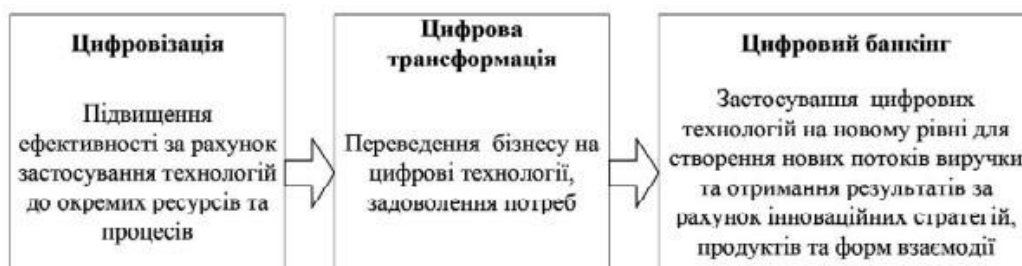 Цифровізація
Підвищення
ефективності за рахунок
застосування технологій
до окремих ресурсів та
процесів
Цифрова
трансформація
Переведення бізнесу на
цифрові технології,
задоволення потреб
Цифровий банкінг
Застосування цифрових
технологій на новому рівні для
створення нових потоків виручки
та отримання результатів за
рахунок інноваційних стратегій,
продуктів та форм взаємодії